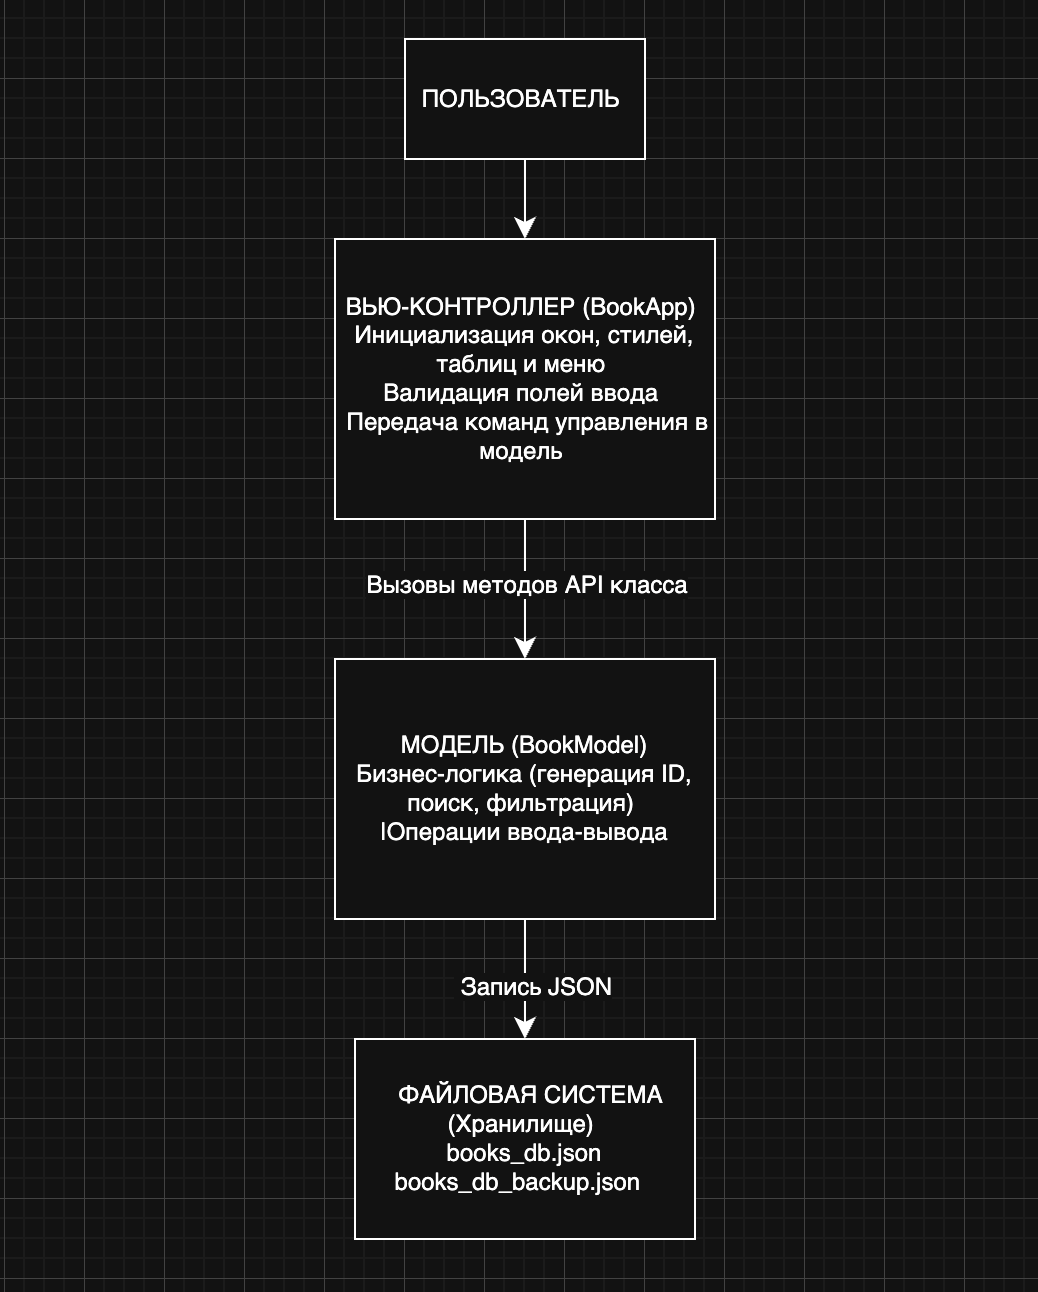 ПОЛЬЗОВАТЕЛЬ
ВЬЮ-КОНТРОЛЛЕР (BookApp)
Инициализация окон, стилей,
таблиц и меню
Валидация полей ввода
Передача команд управления в
модель
Вызовы методов API класса
МОДЕЛЬ (BookModel)
Бизнес-логика (генерация ID,
поиск, фильтрация)
|Операции ввода-вывода
Запись JSON
ФАЙЛОВАЯ СИСТЕМА
(Хранилище)
books_db.json
books_db_backup.json